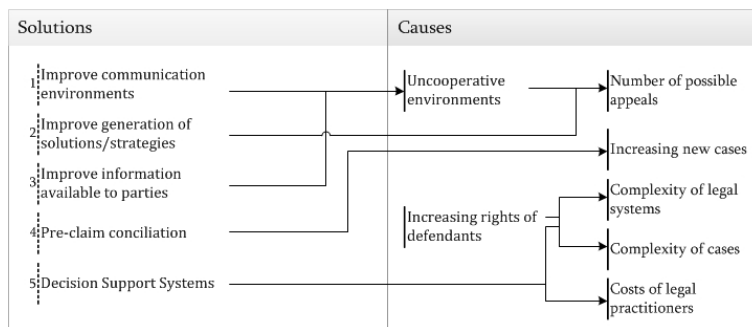 Solutions
Causes
1 Improve communication
environments
2 Improve generation of
solutions/strategies
3 Improve information
available to parties
4 Pre-claim conciliation
5 Decision Support Systems
Uncooperative
environments
Increasing rights of
defendants
Number of possible
appeals
Increasing new cases
Complexity of legal
systems
Complexity of cases
Costs of legal
practitioners